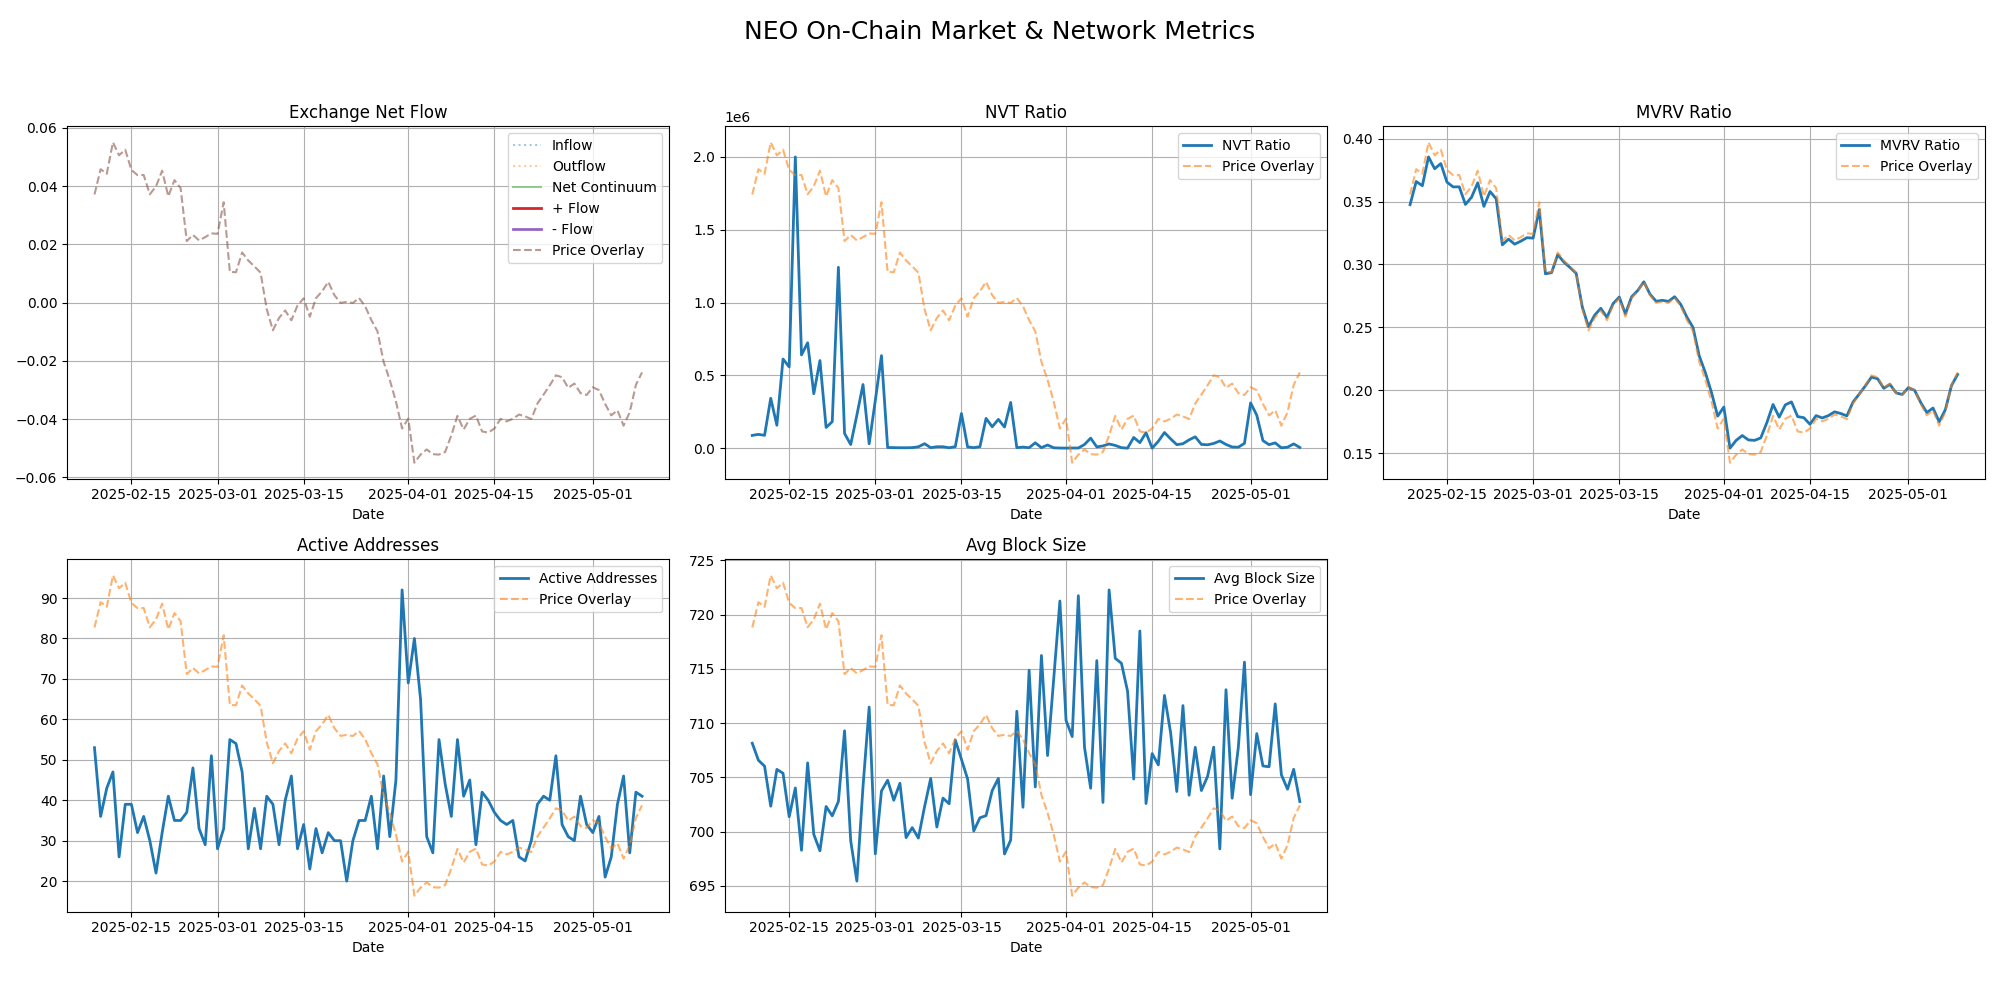 NEO On-Chain Market & Network Metrics
Exchange Net Flow
0.06
0.04
0.02
0.00
−0.02
−0.04
−0.06
Inflow
Outflow
Net Continuum
+ Flow
- Flow
Price Overlay
2025-02-15 2025-03-01 2025-03-15 2025-04-01 2025-04-15 2025-05-01
Date
NVT Ratio
1e6
2.0
1.5
1.0
0.5
0.0
NVT Ratio
Price Overlay
2025-02-15 2025-03-01 2025-03-15 2025-04-01 2025-04-15 2025-05-01
Date
MVRV Ratio
0.40
0.35
0.30
0.25
0.20
0.15
MVRV Ratio
Price Overlay
2025-02-15 2025-03-01 2025-03-15 2025-04-01 2025-04-15 2025-05-01
Date
Active Addresses
90
80
70
60
50
40
30
20
Active Addresses
Price Overlay
2025-02-15 2025-03-01 2025-03-15 2025-04-01 2025-04-15 2025-05-01
Date
Avg Block Size
725
720
715
710
705
700
695
Avg Block Size
Price Overlay
2025-02-15 2025-03-01 2025-03-15 2025-04-01 2025-04-15 2025-05-01
Date